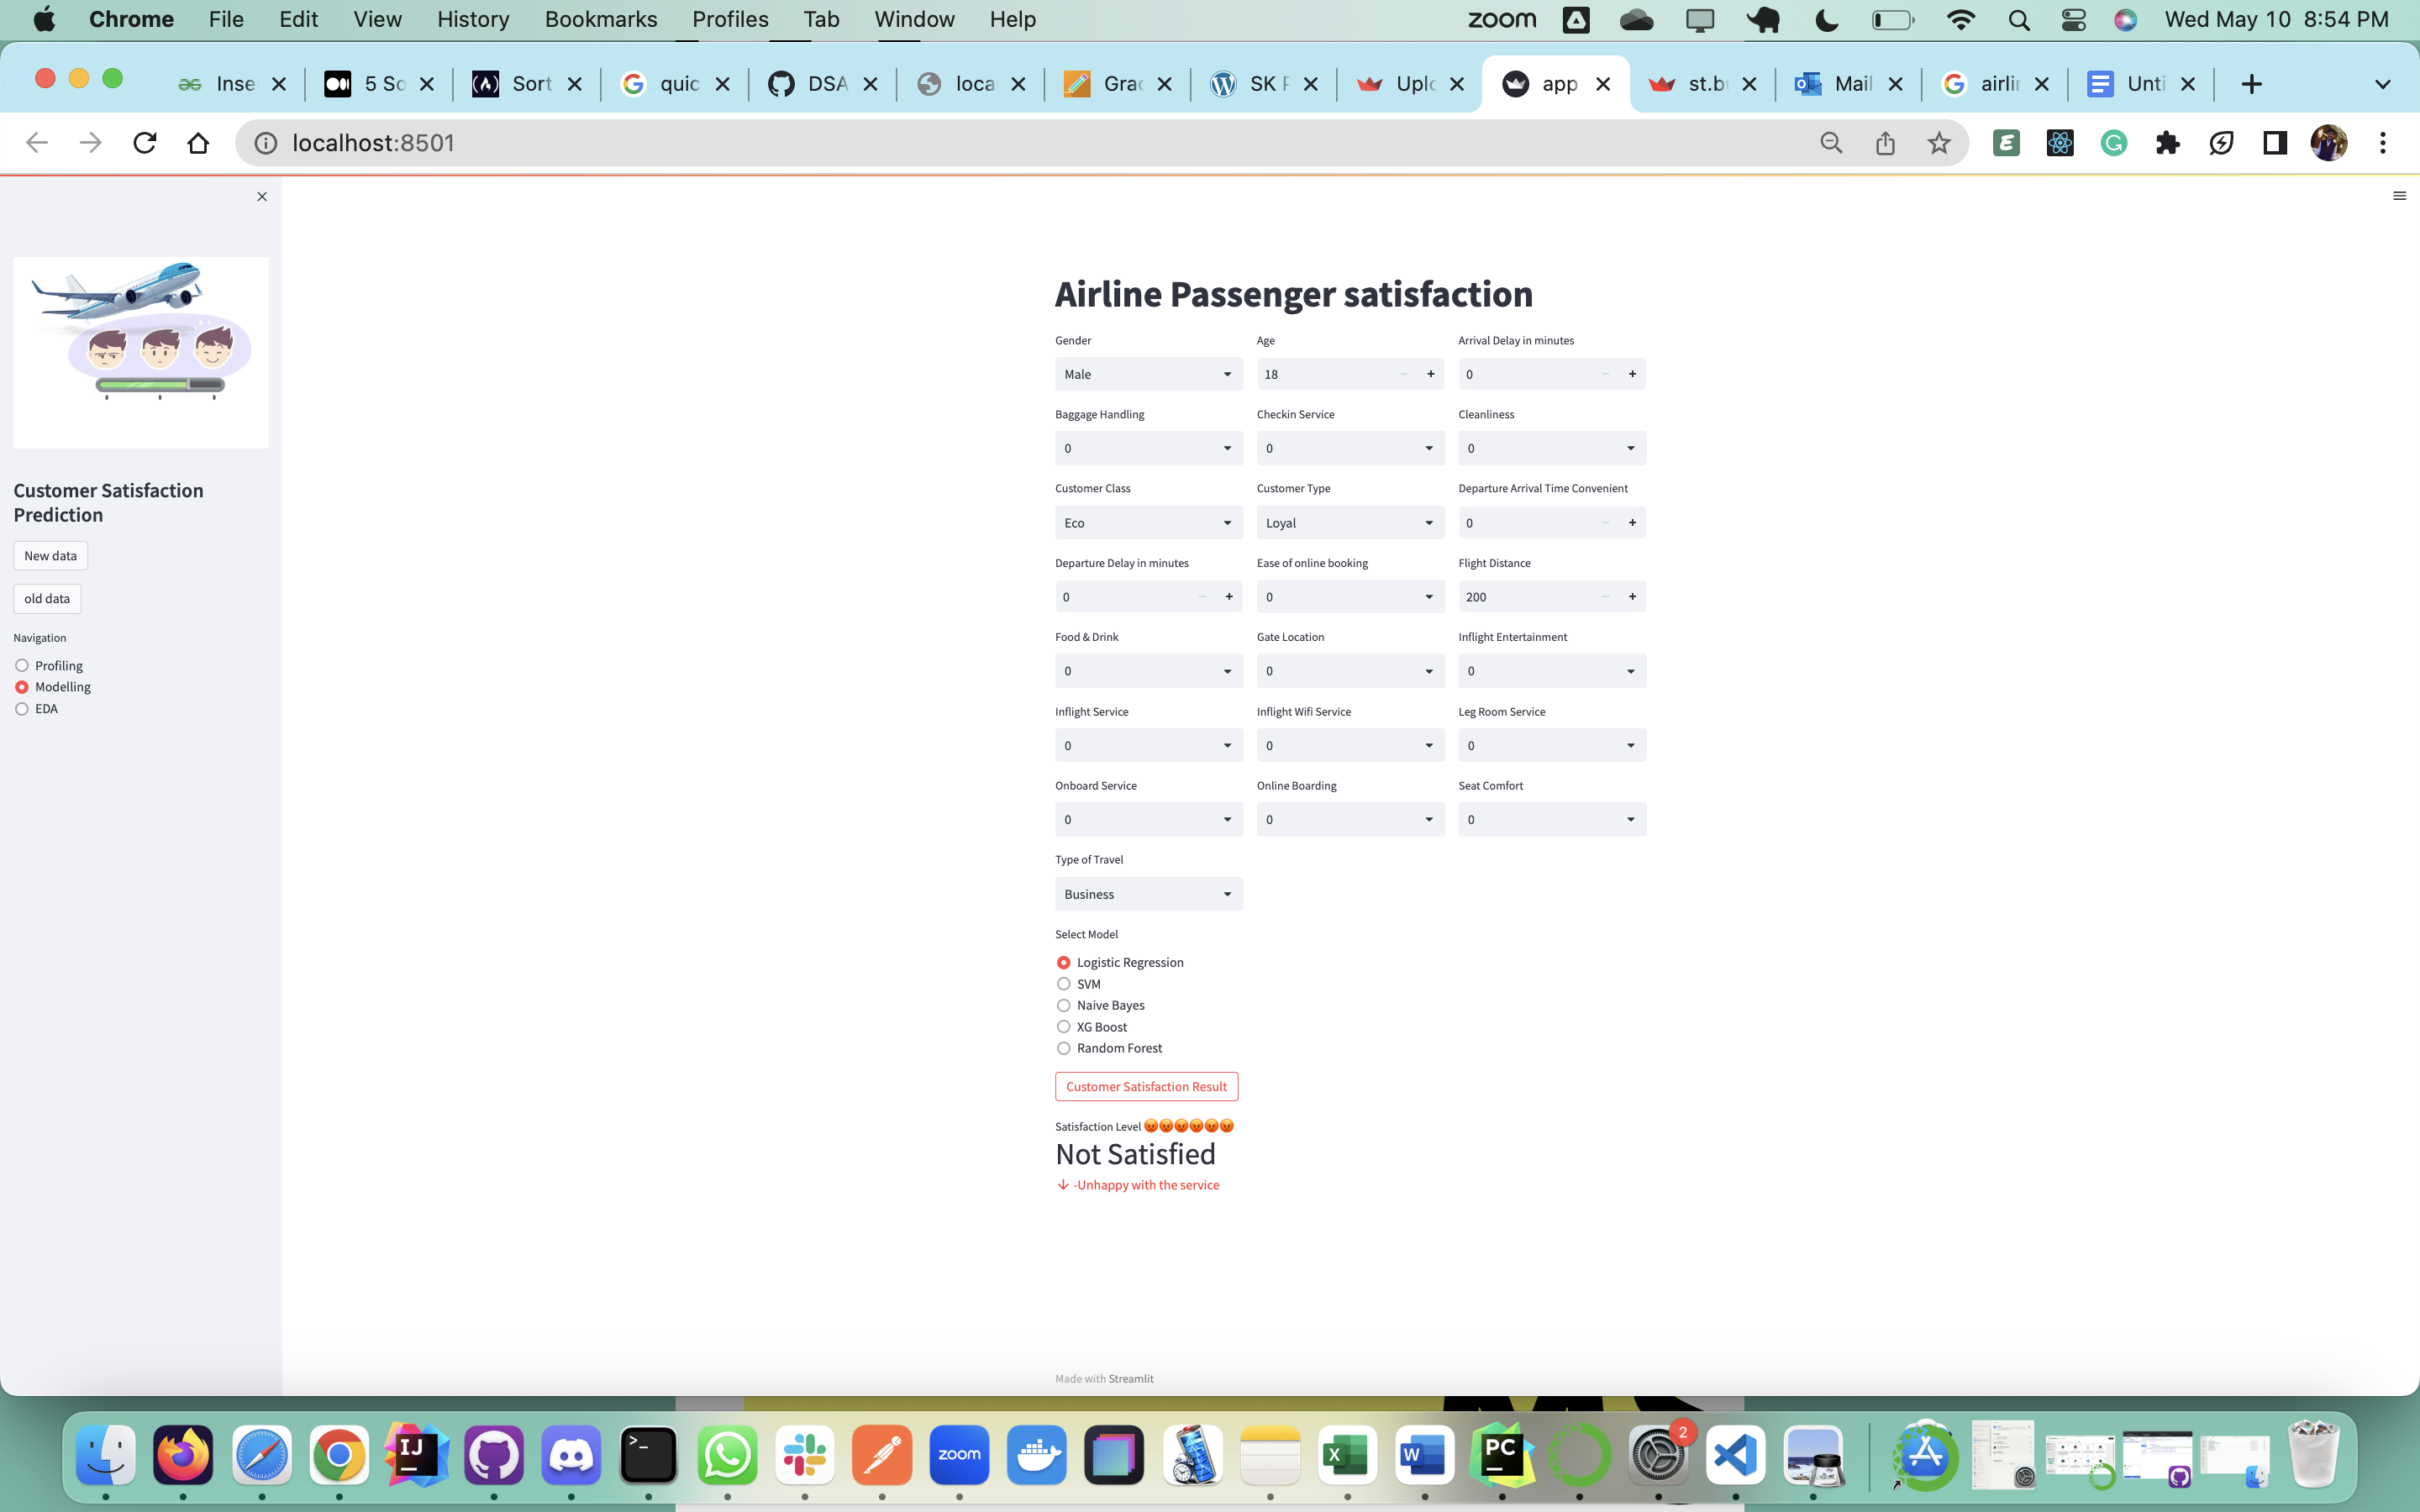 Chrome File Edit View History Bookmarks Profiles Tab Window Help zoom Wed May 10 8:54 PM
Inse 5 Sc Sort quic DSA loca Grac SK P Uplo app st.b Mail airlin Unti
localhost:8501
Airline Passenger satisfaction
Gender Age Arrival Delay in minutes
Male 18 0
Baggage Handling Checkin Service Cleanliness
0 0 0
Customer Class Customer Type Departure Arrival Time Convenient
Eco Loyal 0
Departure Delay in minutes Ease of online booking Flight Distance
0 0 200
Food & Drink Gate Location Inflight Entertainment
0 0 0
Inflight Service Inflight Wifi Service Leg Room Service
0 0 0
Onboard Service Online Boarding Seat Comfort
0 0 0
Type of Travel
Business
Select Model
Logistic Regression
SVM
Naive Bayes
XG Boost
Random Forest
Customer Satisfaction Result
Satisfaction Level 😡😡😡😡😡😡
Not Satisfied
-Unhappy with the service
Made with Streamlit
Customer Satisfaction
Prediction
New data
old data
Navigation
Profiling
Modelling
EDA
IJ
zoom
X
W
PC
2